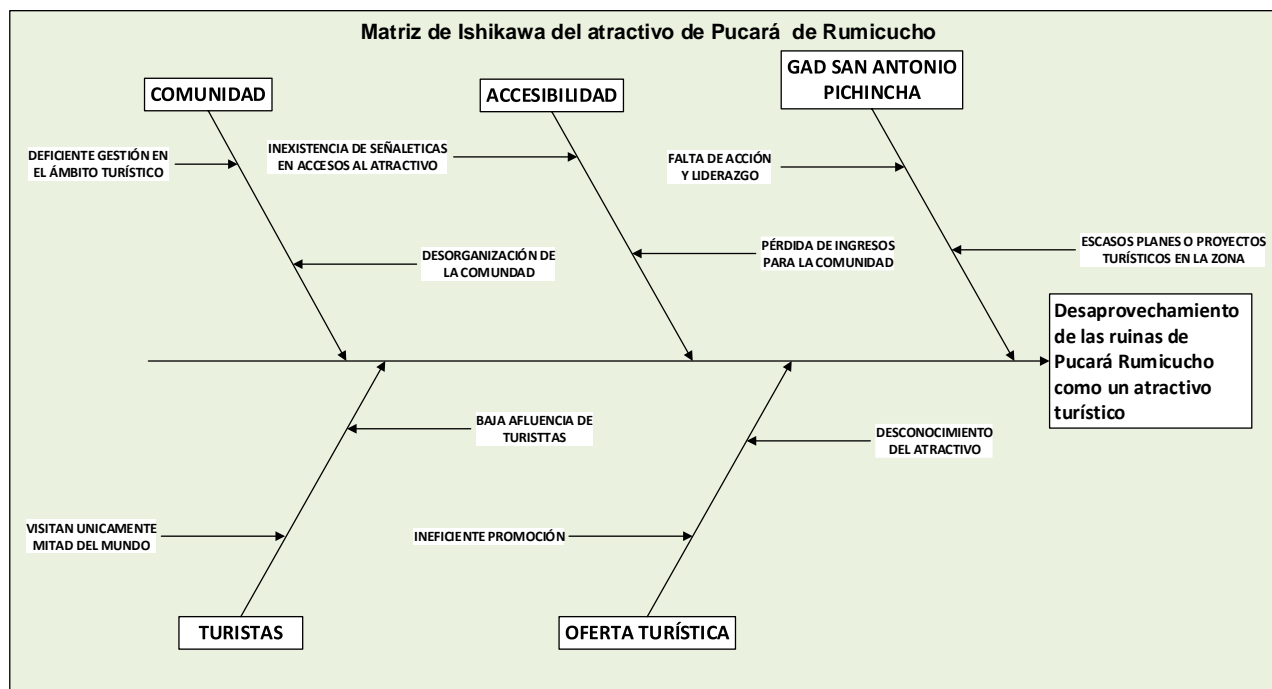 Matriz de Ishikawa del atractivo de Pucará de Rumicucho
COMUNIDAD
ACCESIBILIDAD
GAD SAN ANTONIO
PICHINCHA
DEFICIENTE GESTIÓN EN
EL ÁMBITO TURÍSTICO
INEXISTENCIA DE SEÑALETICAS
EN ACCESOS AL ATRACTIVO
FALTA DE ACCIÓN
Y LIDERAZGO
DESORGANIZACIÓN DE
LA COMUNDAD
PÉRDIDA DE INGRESOS
PARA LA COMUNIDAD
ESCASOS PLANES O PROYECTOS
TURÍSTICOS EN LA ZONA
Desaprovechamiento
de las ruinas de
Pucará Rumicucho
como un atractivo
turístico
BAJA AFLUENCIA DE
TURISTTAS
DESCONOCIMIENTO
DEL ATRACTIVO
VISITAN UNICAMENTE
MITAD DEL MUNDO
INEFICIENTE PROMOCIÓN
TURISTAS
OFERTA TURÍSTICA